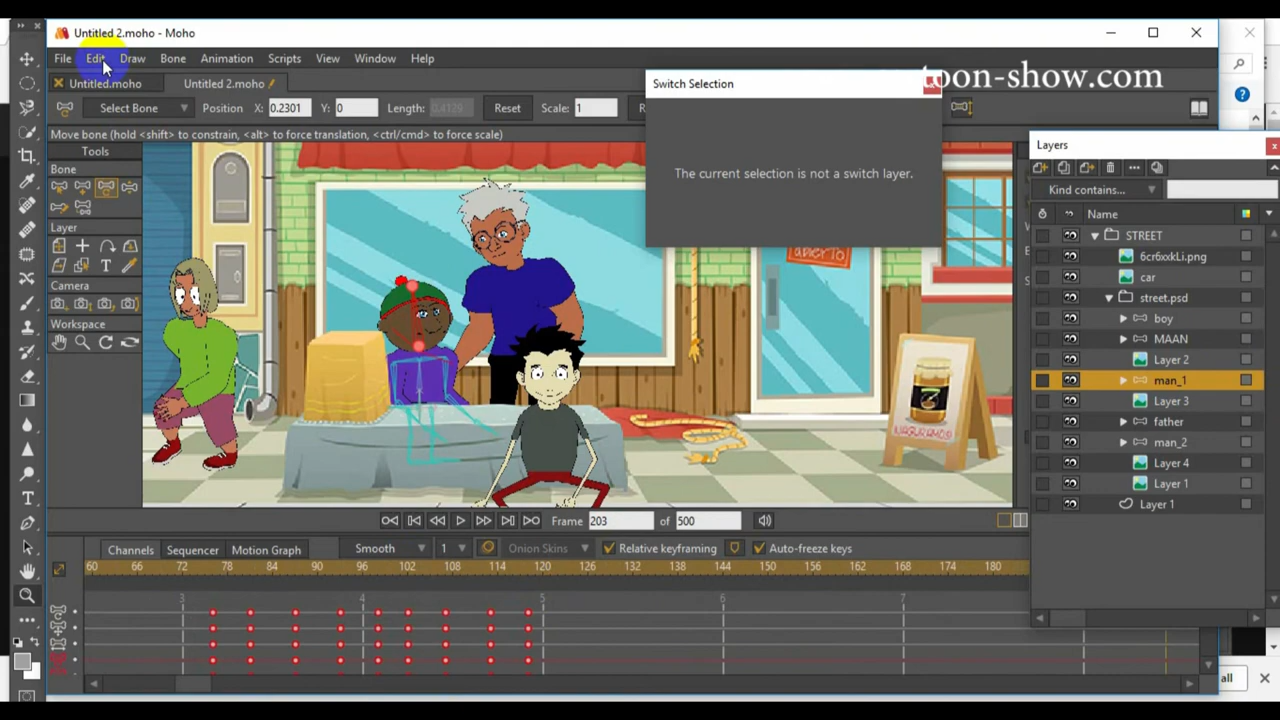 Untitled 2.moho - Moho
File Edit Draw Bone Animation Scripts View Window Help
Untitled.moho Untitled 2.moho
Switch Selection
toon-show.com
Select Bone Position X: 0.2301 Y: 0 Length: 0.4129 Reset Scale: 1 R
Move bone (hold <shift> to constrain, <alt> to force translation, <ctrl/cmd> to force scale)
Tools
Bone
Layer
Camera
Workspace
The current selection is not a switch layer.
abierto
NAGURAMOS!
Layers
Kind contains...
Name
STREET
6cr6xxkLi.png
car
street.psd
boy
MAAN
Layer 2
man_1
Layer 3
father
man_2
Layer 4
Layer 1
Layer 1
Frame 203 of 500
Channels Sequencer Motion Graph Smooth 1 Onion Skins Relative keyframing Auto-freeze keys
60 66 72 78 84 90 96 102 108 114 120 126 132 138 144 150 156 162 168 174 180
3 4 5 6 7
all